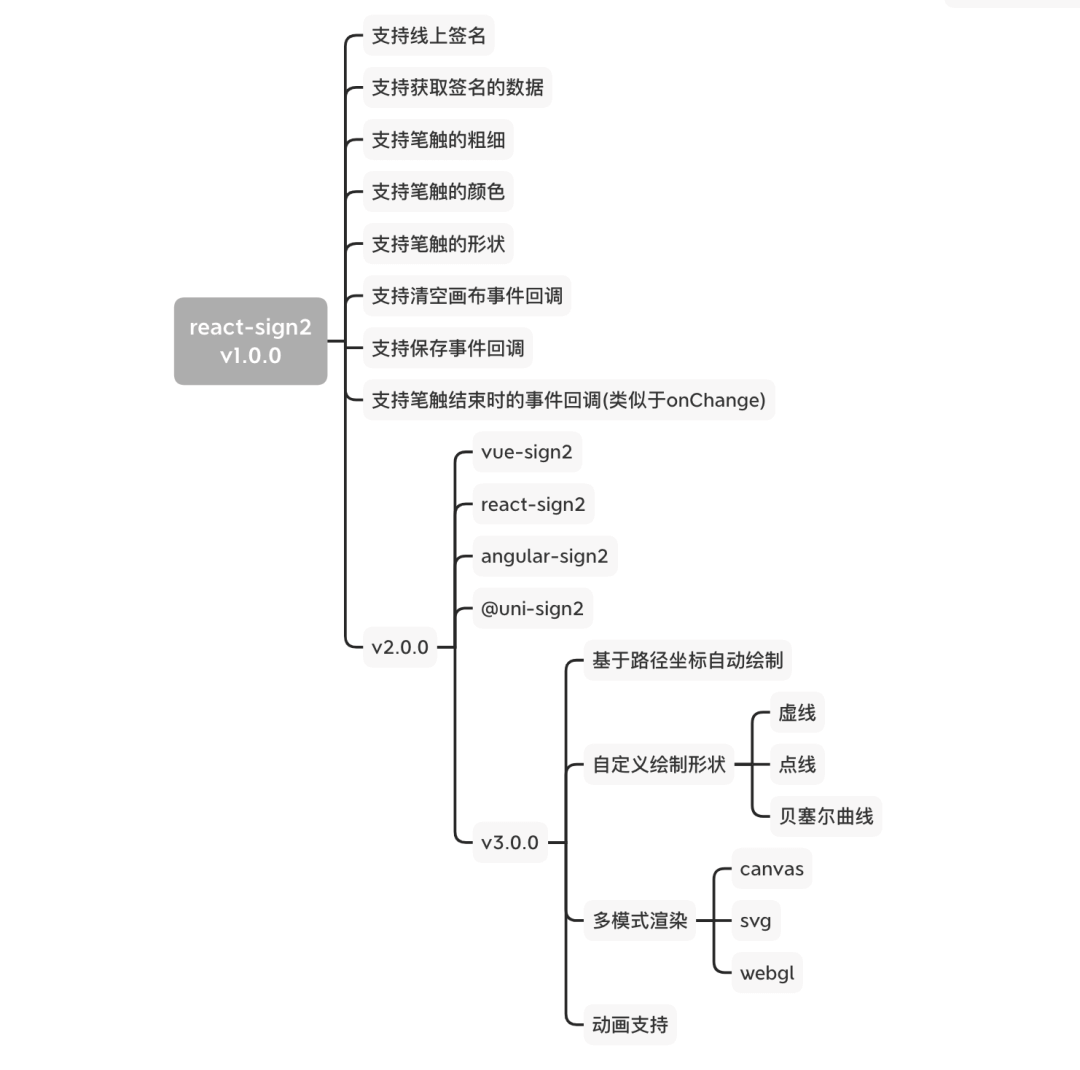 支持线上签名
支持获取签名的数据
支持笔触的粗细
支持笔触的颜色
支持笔触的形状
支持清空画布事件回调
react-sign2
v1.0.0
支持保存事件回调
支持笔触结束时的事件回调(类似于onChange)
vue-sign2
react-sign2
angular-sign2
@uni-sign2
v2.0.0
基于路径坐标自动绘制
虚线
自定义绘制形状
点线
贝塞尔曲线
v3.0.0
canvas
多模式渲染
svg
webgl
动画支持